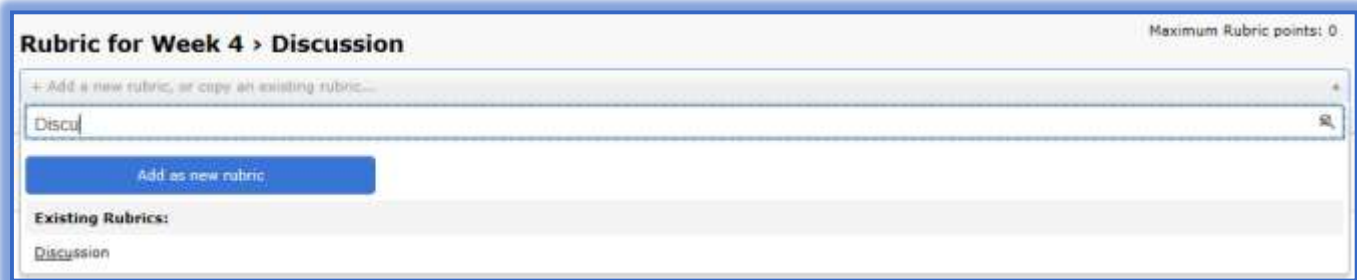 Rubric for Week 4 › Discussion
Maximum Rubric points: 0
+ Add a new rubric, or copy an existing rubric...
Discu
Add as new rubric
Existing Rubrics:
Discussion